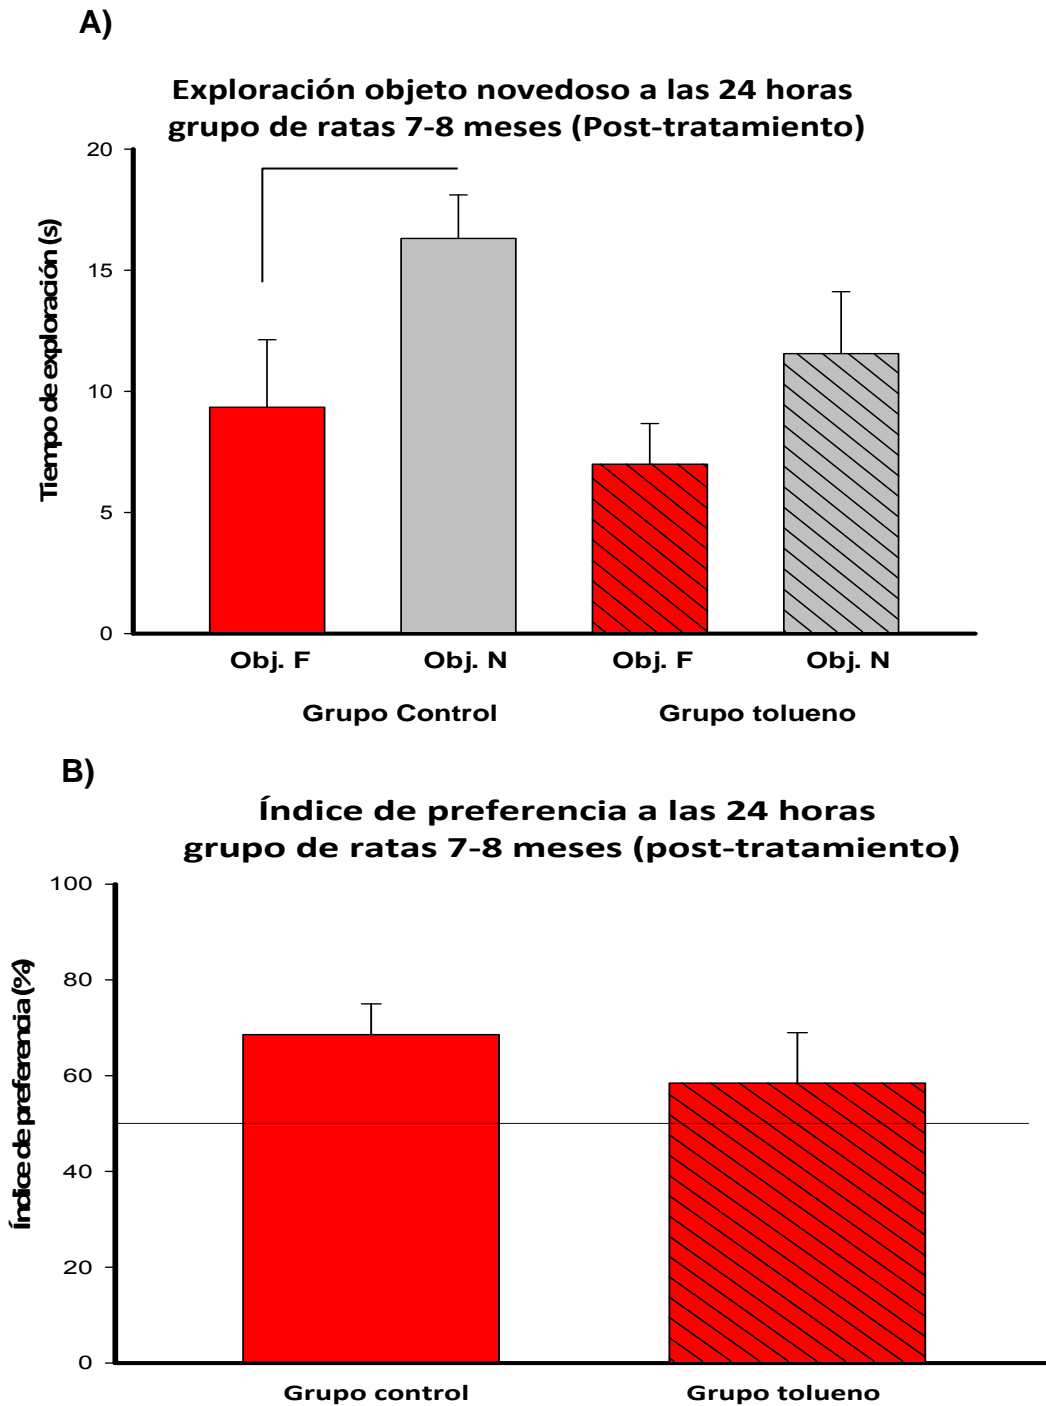 A)
Exploración objeto novedoso a las 24 horas
grupo de ratas 7-8 meses (Post-tratamiento)
Tiempo de exploración (s)
20
15
10
5
0
Obj. F Obj. N Obj. F Obj. N
Grupo Control Grupo tolueno
B)
Índice de preferencia a las 24 horas
grupo de ratas 7-8 meses (post-tratamiento)
Índice de preferencia (%)
100
80
60
40
20
0
Grupo control Grupo tolueno